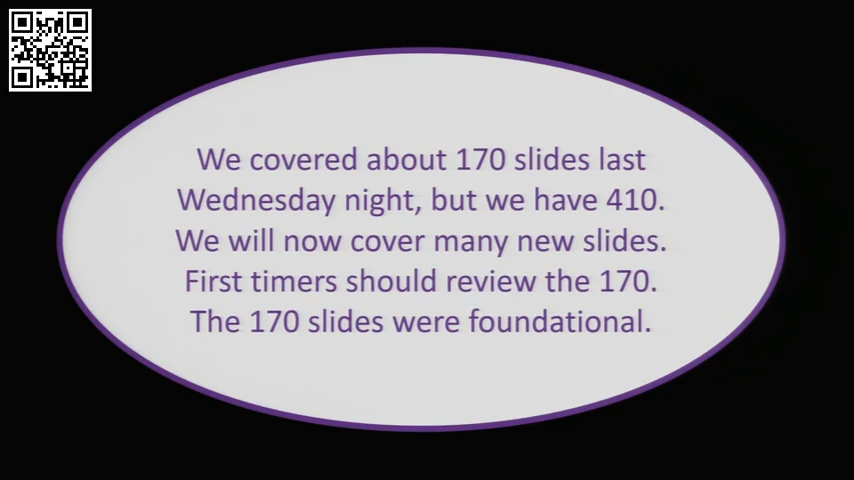 We covered about 170 slides last
Wednesday night, but we have 410.
We will now cover many new slides.
First timers should review the 170.
The 170 slides were foundational.